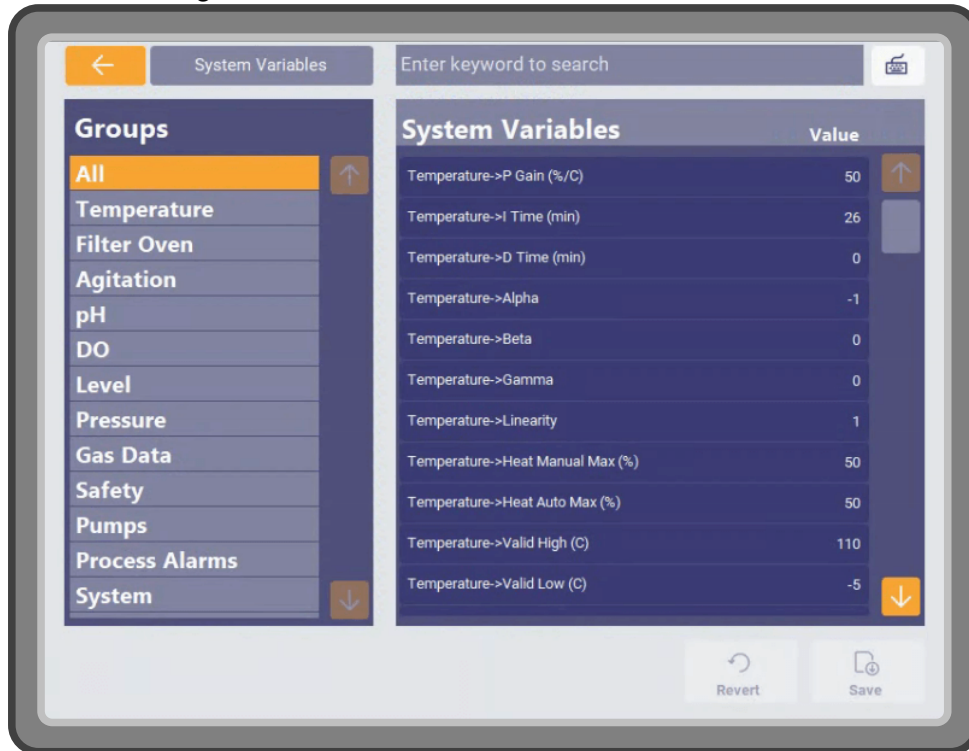 System Variables
Enter keyword to search
Groups
All
Temperature
Filter Oven
Agitation
pH
DO
Level
Pressure
Gas Data
Safety
Pumps
Process Alarms
System
System Variables Value
Temperature->P Gain (%/C) 50
Temperature->I Time (min) 26
Temperature->D Time (min) 0
Temperature->Alpha -1
Temperature->Beta 0
Temperature->Gamma 0
Temperature->Linearity 1
Temperature->Heat Manual Max (%) 50
Temperature->Heat Auto Max (%) 50
Temperature->Valid High (C) 110
Temperature->Valid Low (C) -5
Revert
Save